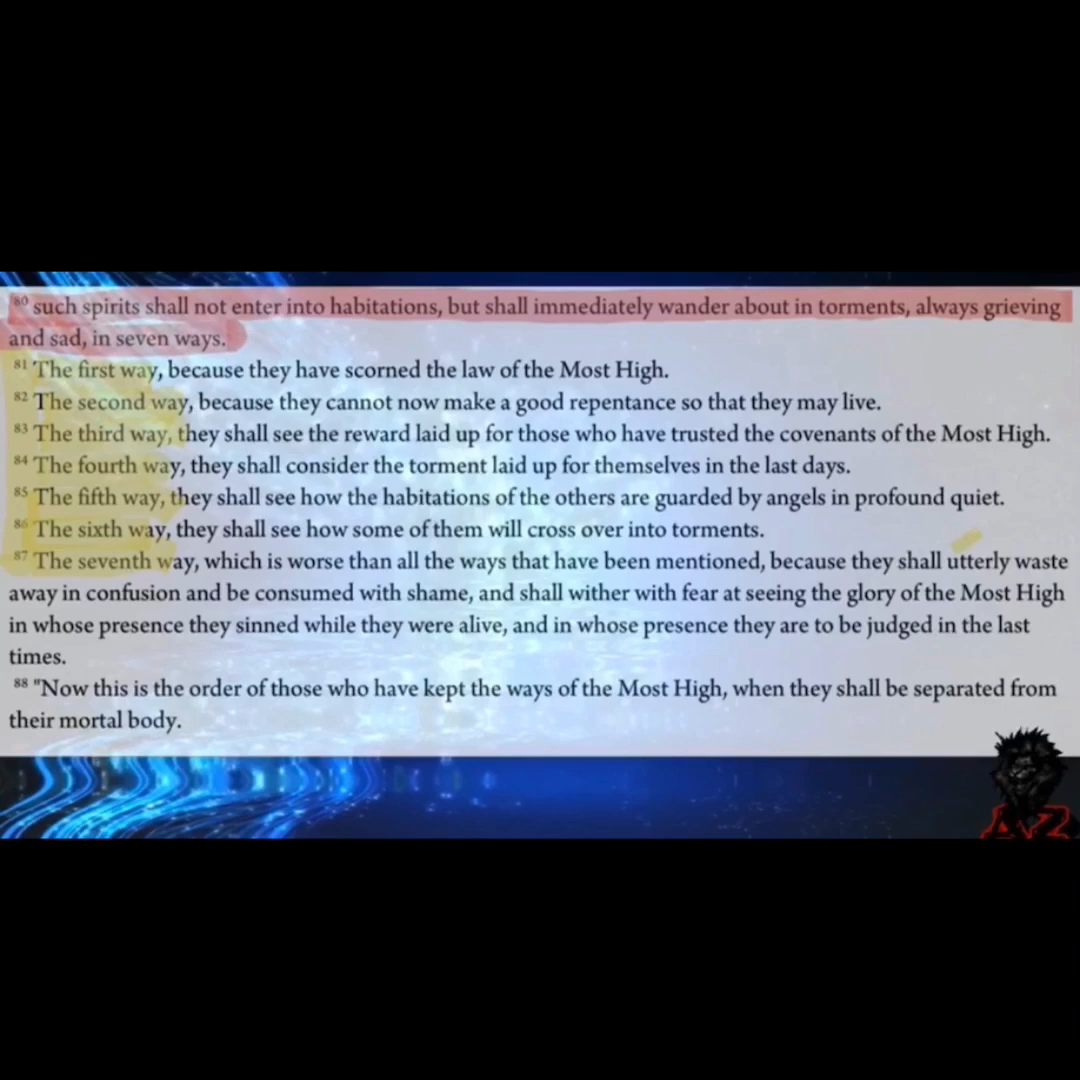 80 such spirits shall not enter into habitations, but shall immediately wander about in torments, always grieving
and sad, in seven ways.
81 The first way, because they have scorned the law of the Most High.
82 The second way, because they cannot now make a good repentance so that they may live.
83 The third way, they shall see the reward laid up for those who have trusted the covenants of the Most High.
84 The fourth way, they shall consider the torment laid up for themselves in the last days.
85 The fifth way, they shall see how the habitations of the others are guarded by angels in profound quiet.
86 The sixth way, they shall see how some of them will cross over into torments.
87 The seventh way, which is worse than all the ways that have been mentioned, because they shall utterly waste
away in confusion and be consumed with shame, and shall wither with fear at seeing the glory of the Most High
in whose presence they sinned while they were alive, and in whose presence they are to be judged in the last
times.
88 "Now this is the order of those who have kept the ways of the Most High, when they shall be separated from
their mortal body.